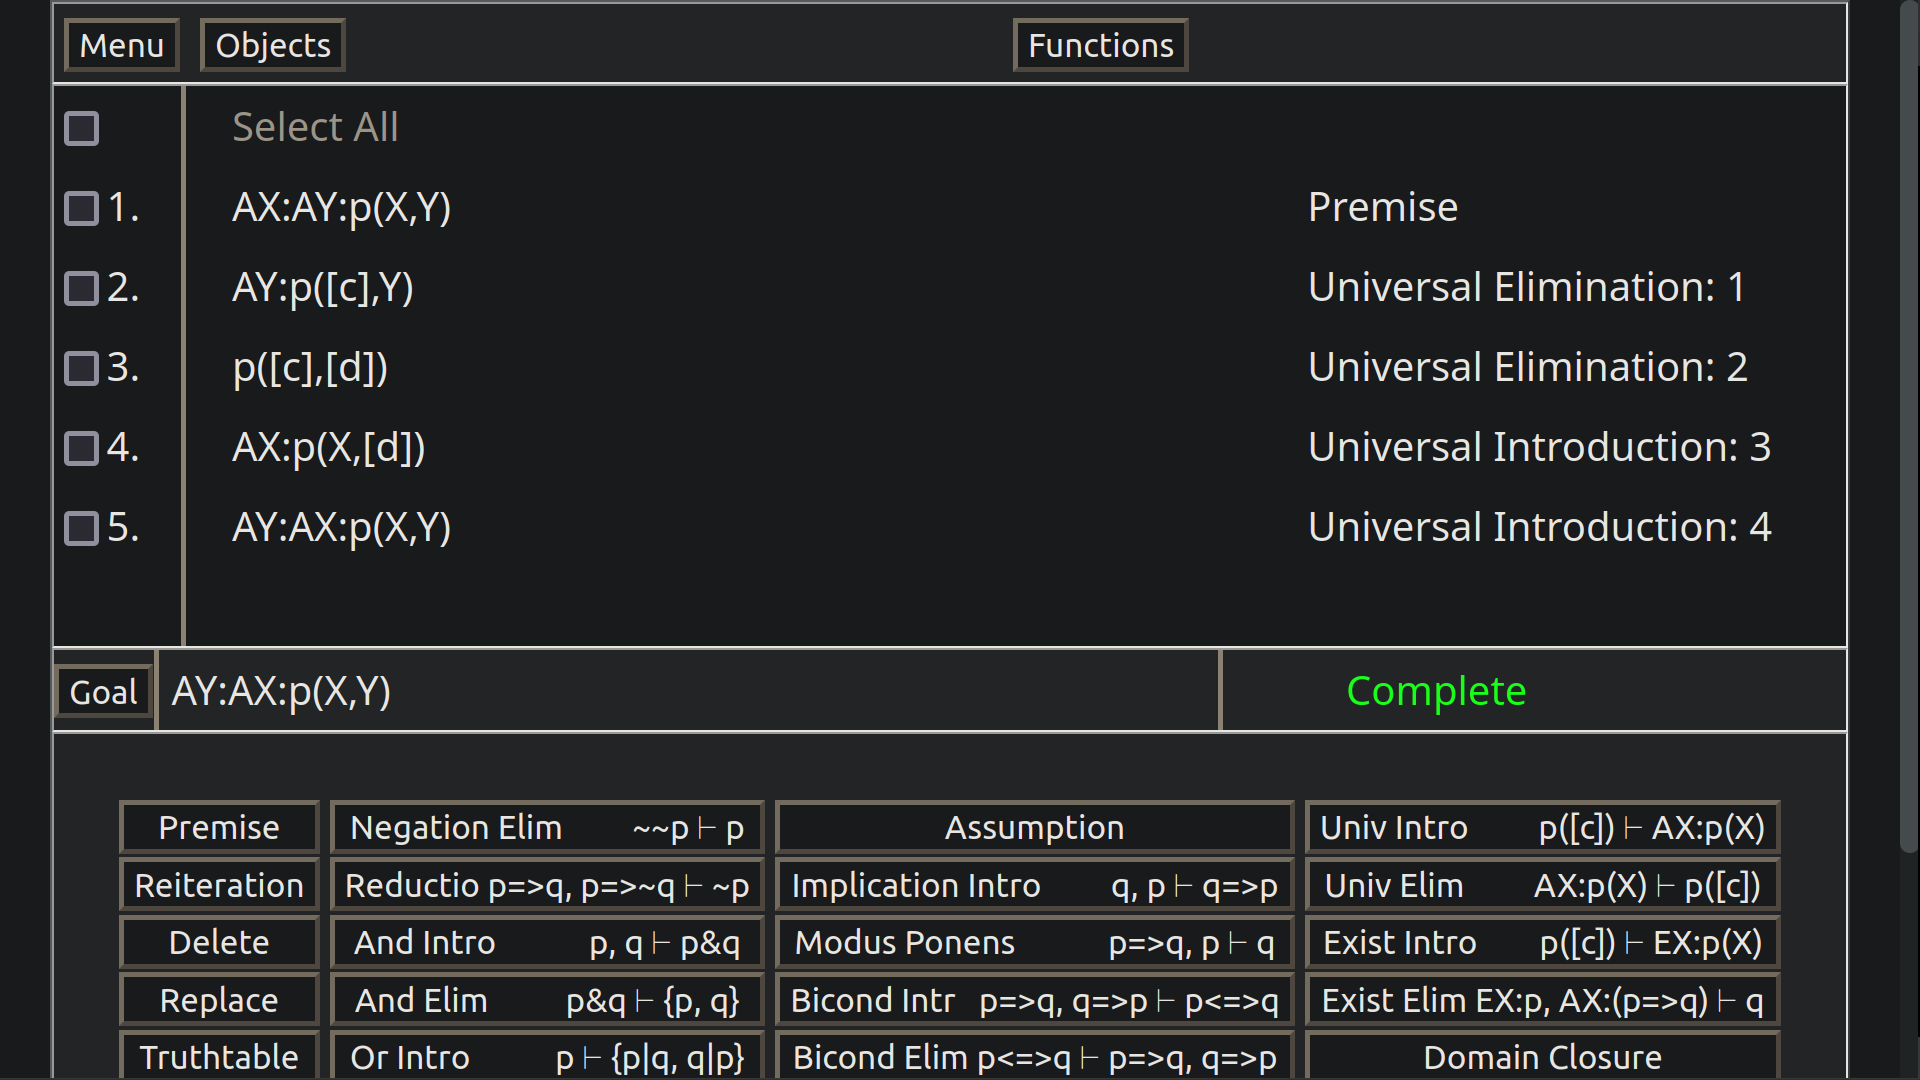 Menu Objects Functions
Select All
1. AX:AY:p(X,Y) Premise
2. AY:p([c],Y) Universal Elimination: 1
3. p([c],[d]) Universal Elimination: 2
4. AX:p(X,[d]) Universal Introduction: 3
5. AY:AX:p(X,Y) Universal Introduction: 4
Goal AY:AX:p(X,Y) Complete
Premise Negation Elim ~~p ⊢ p Assumption Univ Intro p([c]) ⊢ AX:p(X)
Reiteration Reductio p=>q, p=>~q ⊢ ~p Implication Intro q, p ⊢ q=>p Univ Elim AX:p(X) ⊢ p([c])
Delete And Intro p, q ⊢ p&q Modus Ponens p=>q, p ⊢ q Exist Intro p([c]) ⊢ EX:p(X)
Replace And Elim p&q ⊢ {p, q} Bicond Intr p=>q, q=>p ⊢ p<=>q Exist Elim EX:p, AX:(p=>q) ⊢ q
Truthtable Or Intro p ⊢ {p|q, q|p} Bicond Elim p<=>q ⊢ p=>q, q=>p Domain Closure